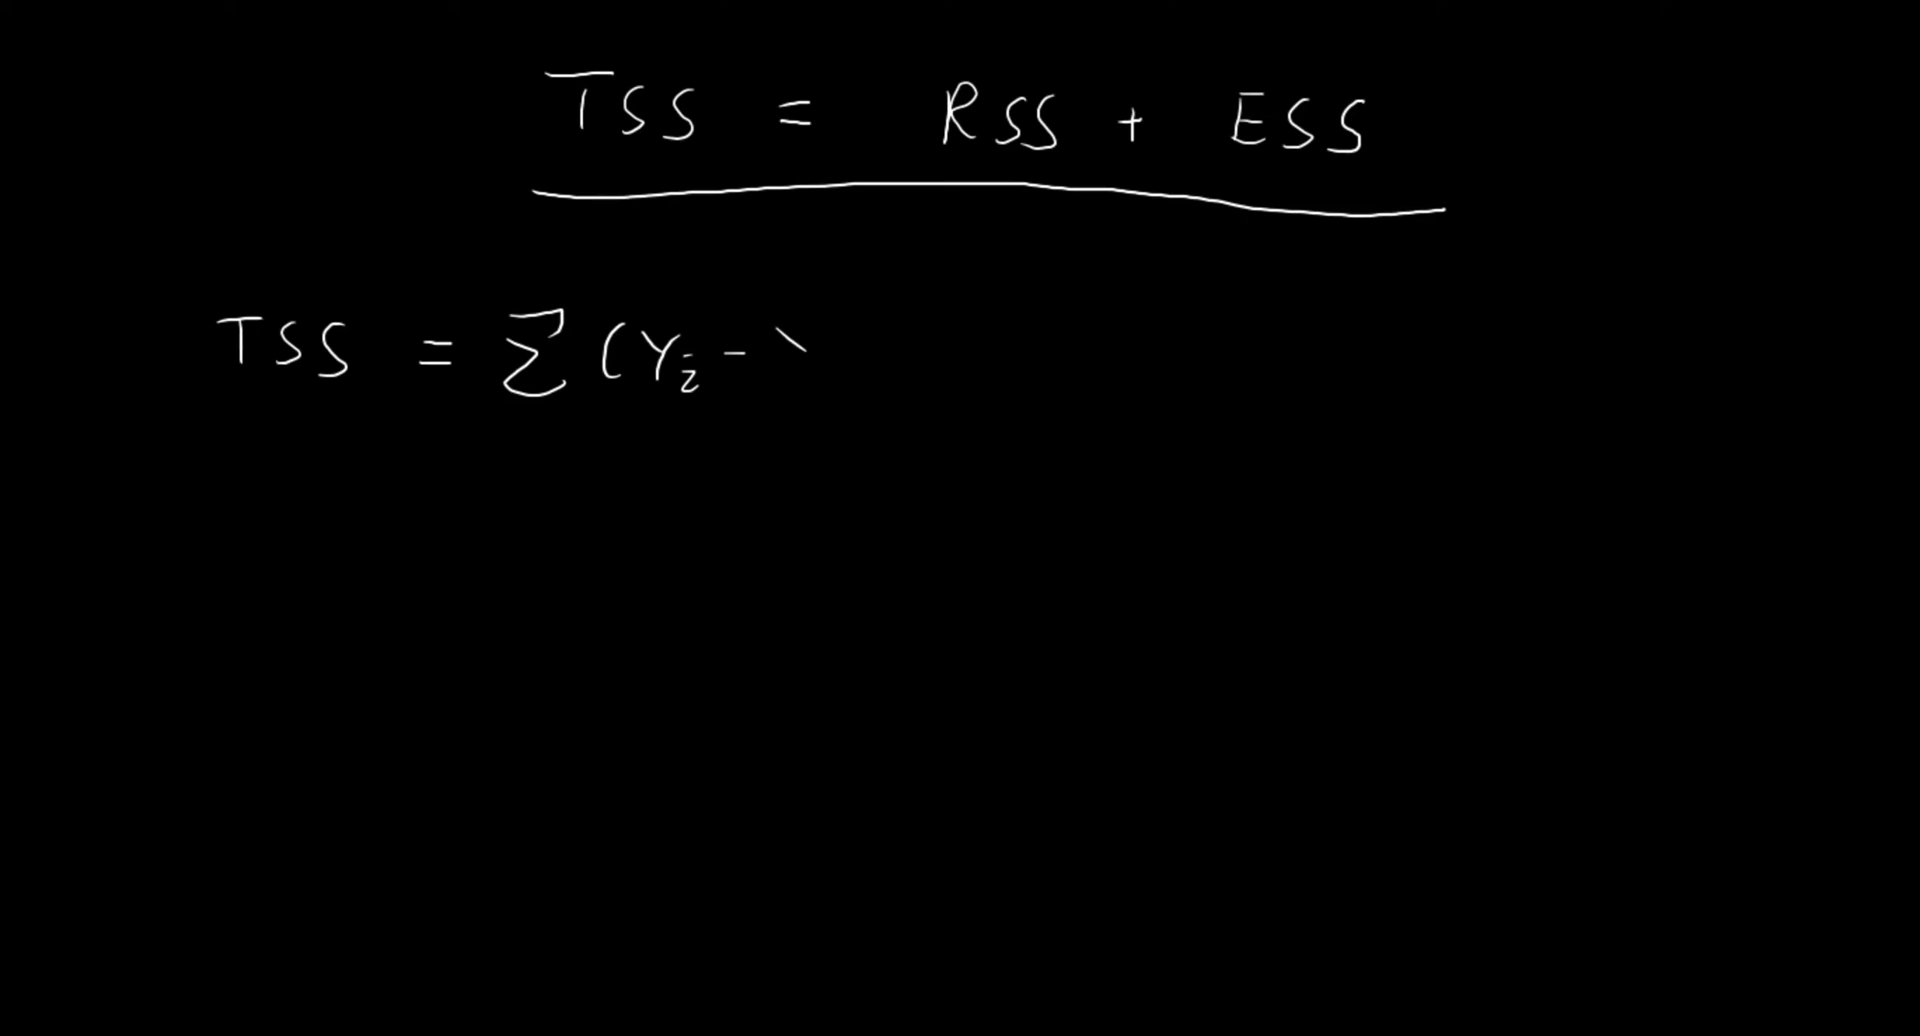 TSS = RSS + ESS
TSS = Σ(Yi -